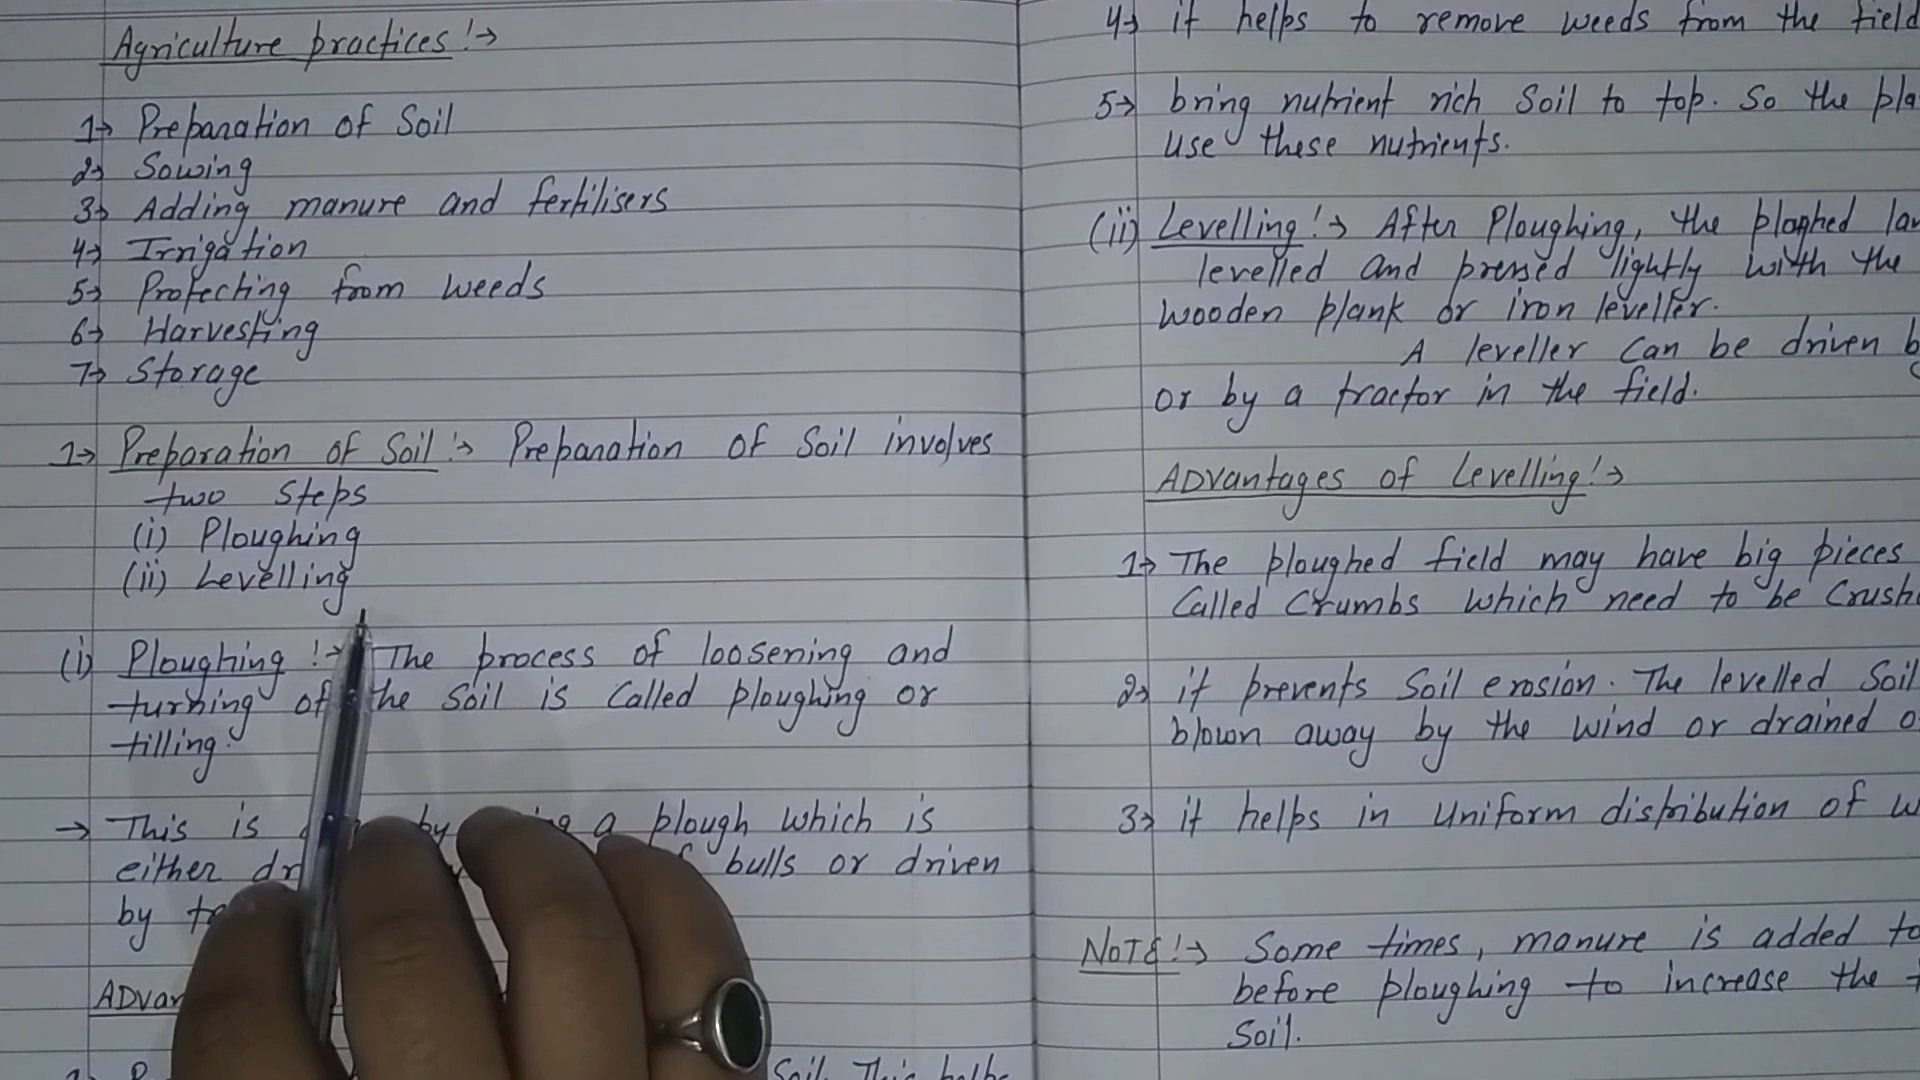 Agriculture practices :→
1→ Preparation of Soil
2→ Sowing
3→ Adding manure and fertilisers
4→ Irrigation
5→ Protecting from weeds
6→ Harvesting
7→ Storage
1→ Preparation of Soil :→ Preparation of Soil involves
two steps
(i) Ploughing
(ii) Levelling
(i) Ploughing :→ The process of loosening and
turning of the Soil is Called ploughing or
tilling.
→ This is by a plough which is
either bulls or driven
by
Soil. This helps
4→ it helps to remove weeds from the field
5→ bring nutrient rich Soil to top. So the
use these nutrients.
(ii) Levelling :→ After Ploughing, the ploghed
levelled and pressed lightly with the
wooden plank or iron leveller.
A leveller Can be driven
or by a tractor in the field.
ADvantages of Levelling :→
1→ The ploughed field may have big pieces
Called Crumbs which need to be
2→ it prevents Soil erosion. The levelled Soil
blown away by the wind or drained
3→ it helps in Uniform distribution of
NOTE :→ Some times, manure is added to
before ploughing to increase the
Soil.